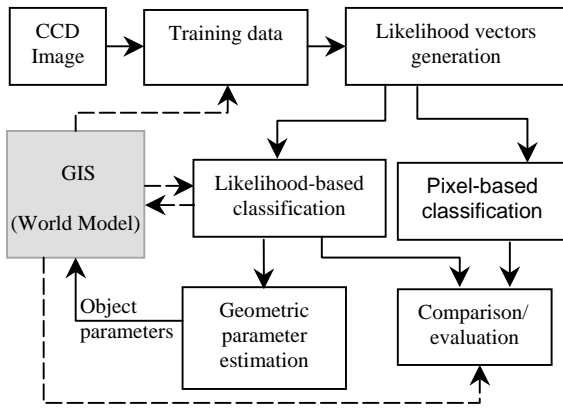 CCD
Image
Training data
Likelihood vectors
generation
GIS
(World Model)
Likelihood-based
classification
Pixel-based
classification
Object
parameters
Geometric
parameter
estimation
Comparison/
evaluation